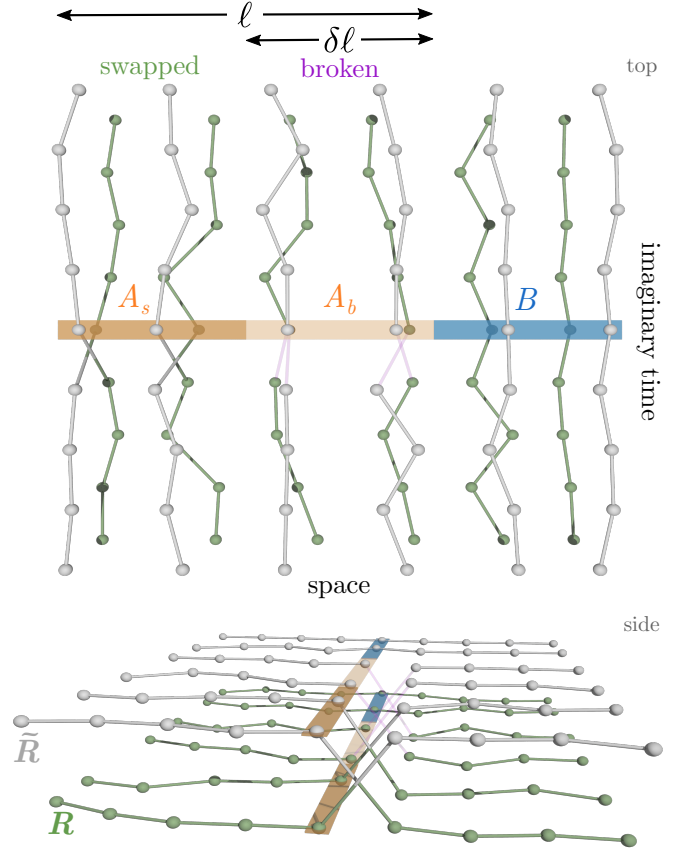 ℓ
δℓ
swapped
broken
top
A_s
A_b
B
imaginary time
space
side
R̃
R